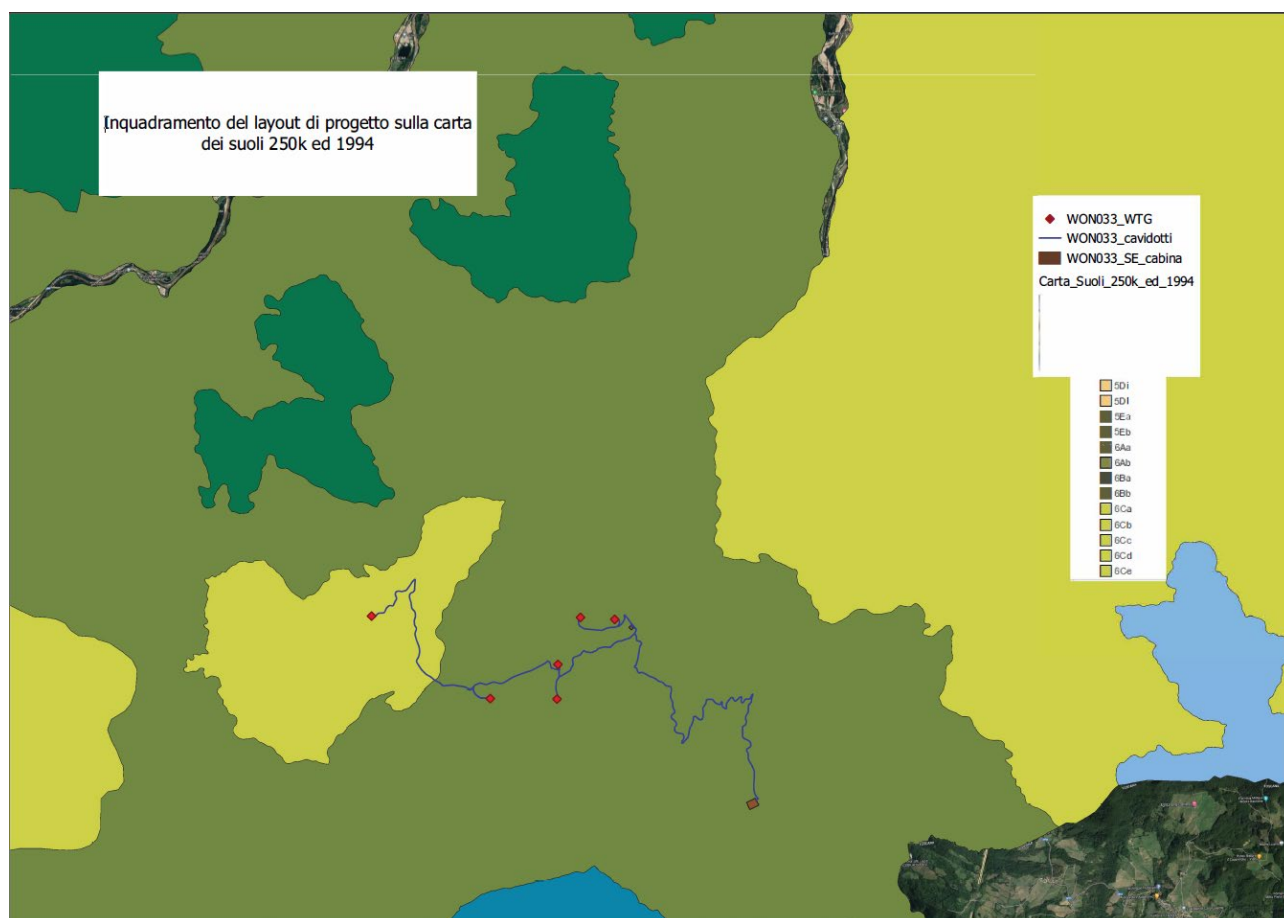 Inquadramento del layout di progetto sulla carta
dei suoli 250k ed 1994
WON033_WTG
WON033_cavidotti
WON033_SE_cabina
Carta_Suoli_250k_ed_1994
5Di
5Dl
5Ea
5Eb
6Aa
6Ab
6Ba
6Bb
6Ca
6Cb
6Cc
6Cd
6Ce